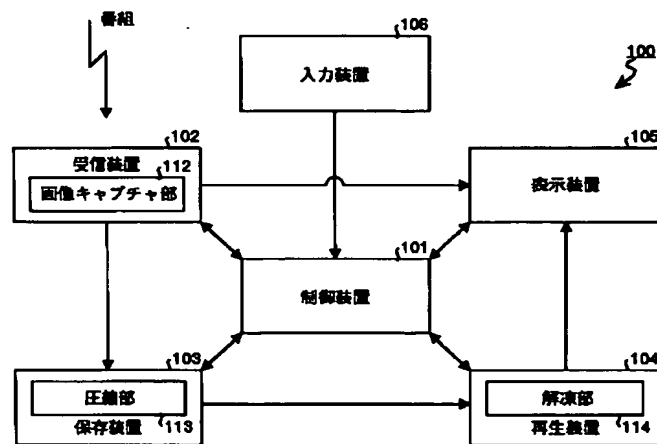 番組
106
入力装置
100
102
受信装置
112
画像キャプチャ部
105
表示装置
101
制御装置
103
圧縮部
保存装置
113
104
解凍部
再生装置
114